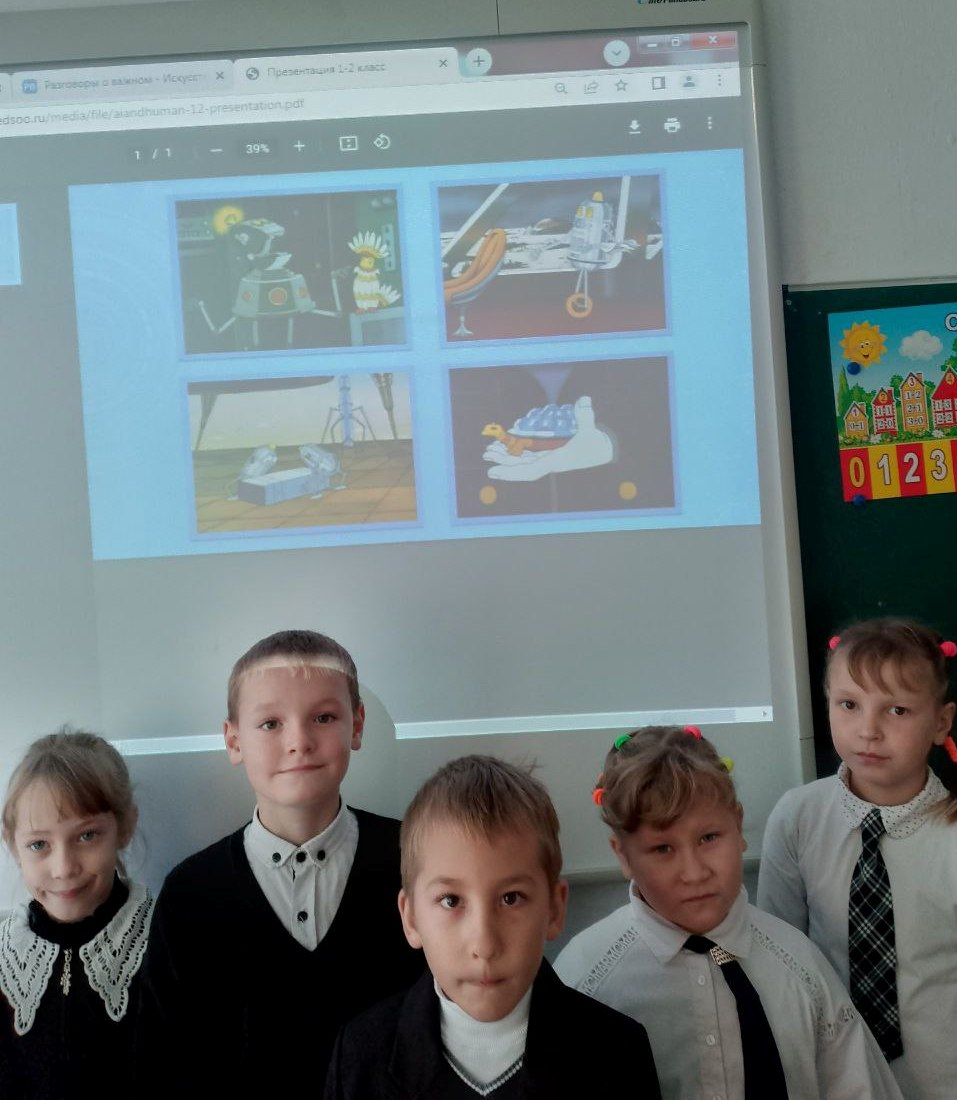 Разговоры о важном • Искусств
Презентация 1-2 класс
edsoo.ru/media/file/aiandhuman-12-presentation.pdf
1 / 1
39%
С
0 1 2 3